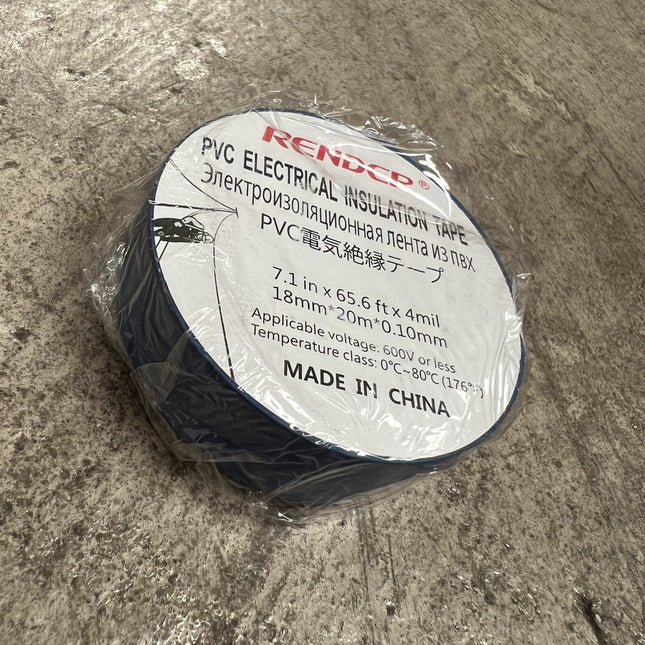 RENDER®
PVC ELECTRICAL INSULATION TAPE
Электроизоляционная лента из пвх
PVC電気絶縁テープ
7.1 in x 65.6 ft x 4mil
18mm*20m*0.10mm
Applicable voltage: 600V or less
Temperature class: 0°C~80°C (176°F)
MADE IN CHINA